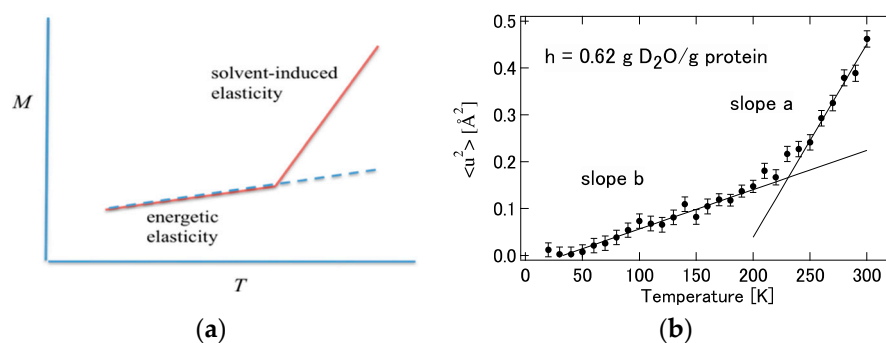 M
solvent-induced
elasticity
energetic
elasticity
T
(a)
<u²> [Å²]
0.5
0.4
0.3
0.2
0.1
0.0
h = 0.62 g D₂O/g protein
slope a
slope b
0
50
100
150
200
250
300
Temperature [K]
(b)